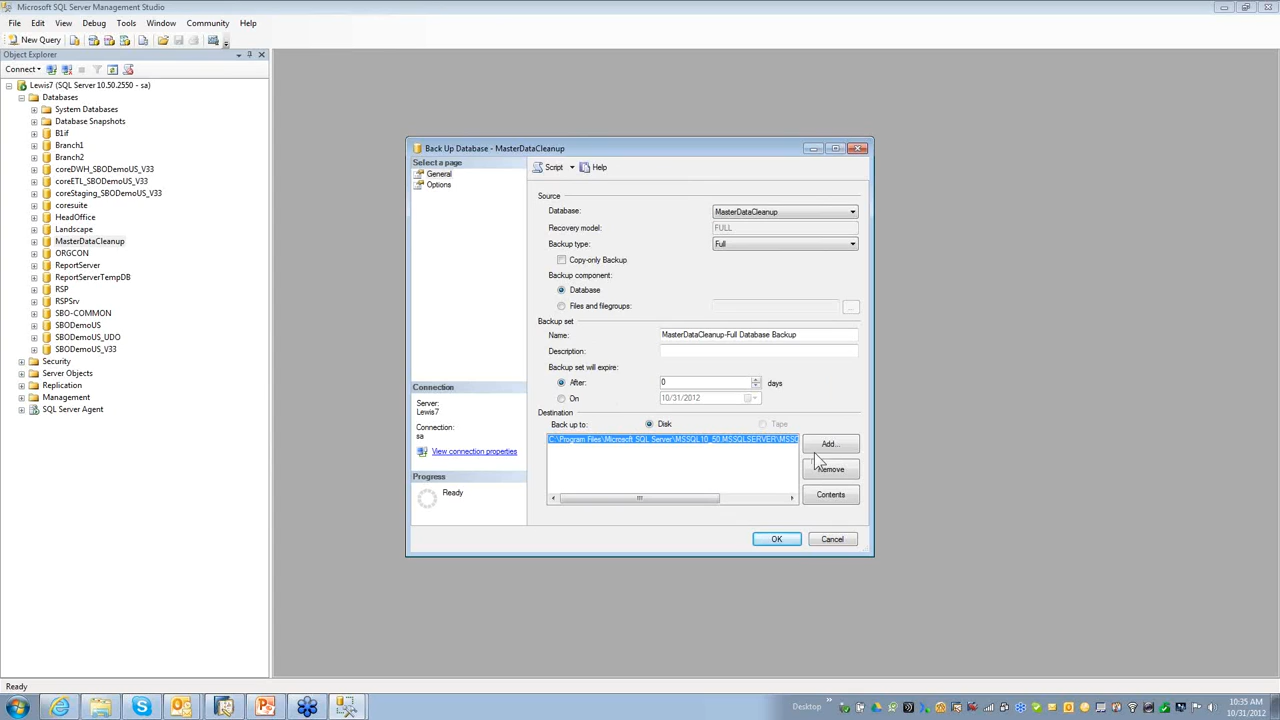 Microsoft SQL Server Management Studio
File Edit View Debug Tools Window Community Help
New Query
Object Explorer
Connect
Lewis7 (SQL Server 10.50.2550 - sa)
Databases
System Databases
Database Snapshots
B1if
Branch1
Branch2
coreDWH_SBODemoUS_V33
coreETL_SBODemoUS_V33
coreStaging_SBODemoUS_V33
coresuite
HeadOffice
Landscape
MasterDataCleanup
ORGCON
ReportServer
ReportServerTempDB
RSP
RSPSrv
SBO-COMMON
SBODemoUS
SBODemoUS_UDO
SBODemoUS_V33
Security
Server Objects
Replication
Management
SQL Server Agent
Back Up Database - MasterDataCleanup
Select a page
General
Options
Script Help
Source
Database: MasterDataCleanup
Recovery model: FULL
Backup type: Full
Copy-only Backup
Backup component:
Database
Files and filegroups: ...
Backup set
Name: MasterDataCleanup-Full Database Backup
Description:
Backup set will expire:
After: 0 days
On 10/31/2012
Destination
Back up to: Disk Tape
C:\Program Files\Microsoft SQL Server\MSSQL10_50.MSSQLSERVER\MSSQ
Add...
Remove
Contents
Connection
Server:
Lewis7
Connection:
sa
View connection properties
Progress
Ready
OK Cancel
Ready
Desktop »
10:35 AM
10/31/2012